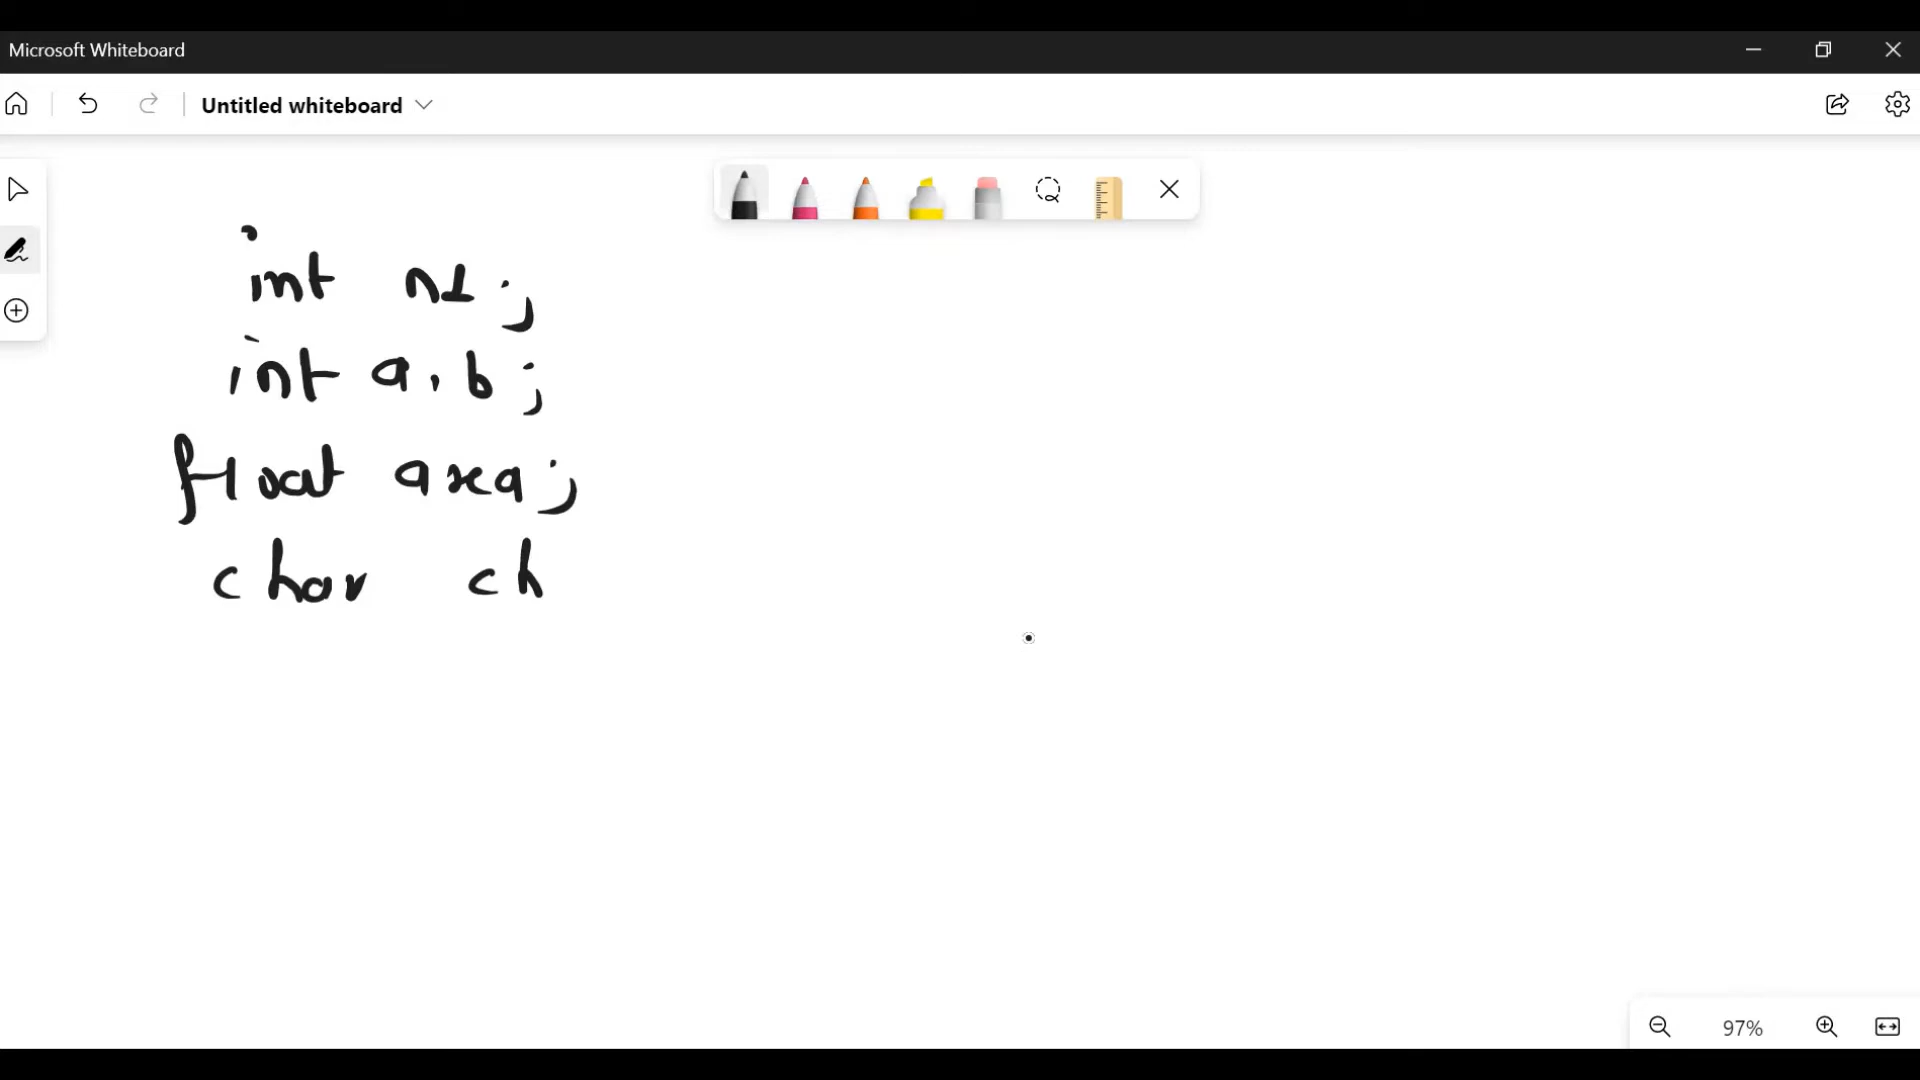 Microsoft Whiteboard
Untitled whiteboard
int n1;
int a, b;
float area;
char ch
97%